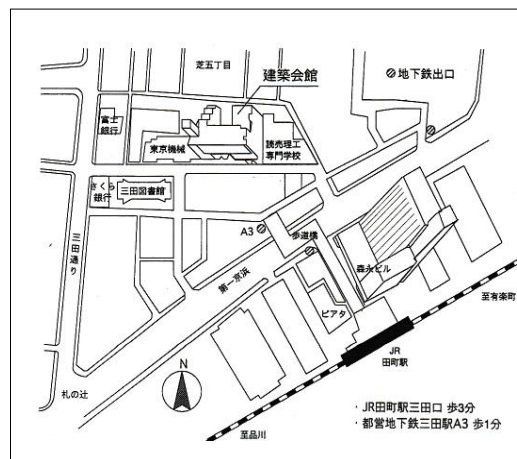 芝五丁目
建築会館
地下鉄出口
富士
銀行
東京機械
読売理工
専門学校
さくら
銀行
三田図書館
三田通り
A3
歩道橋
第一京浜
森永ビル
ピアタ
至有楽町
JR
田町駅
N
札の辻
至品川
・JR田町駅三田口 歩3分
・都営地下鉄三田駅A3 歩1分